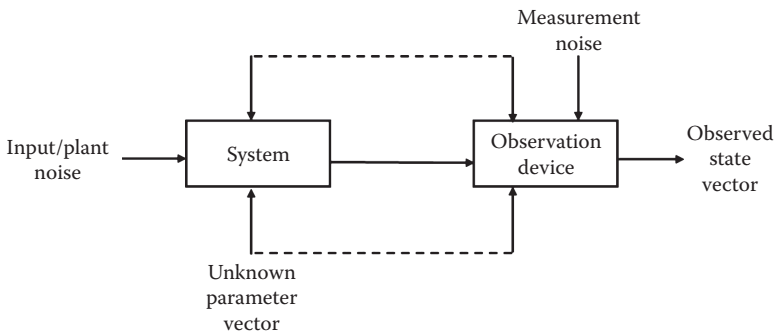 Measurement
noise
Input/plant
noise
System
Observation
device
Observed
state
vector
Unknown
parameter
vector